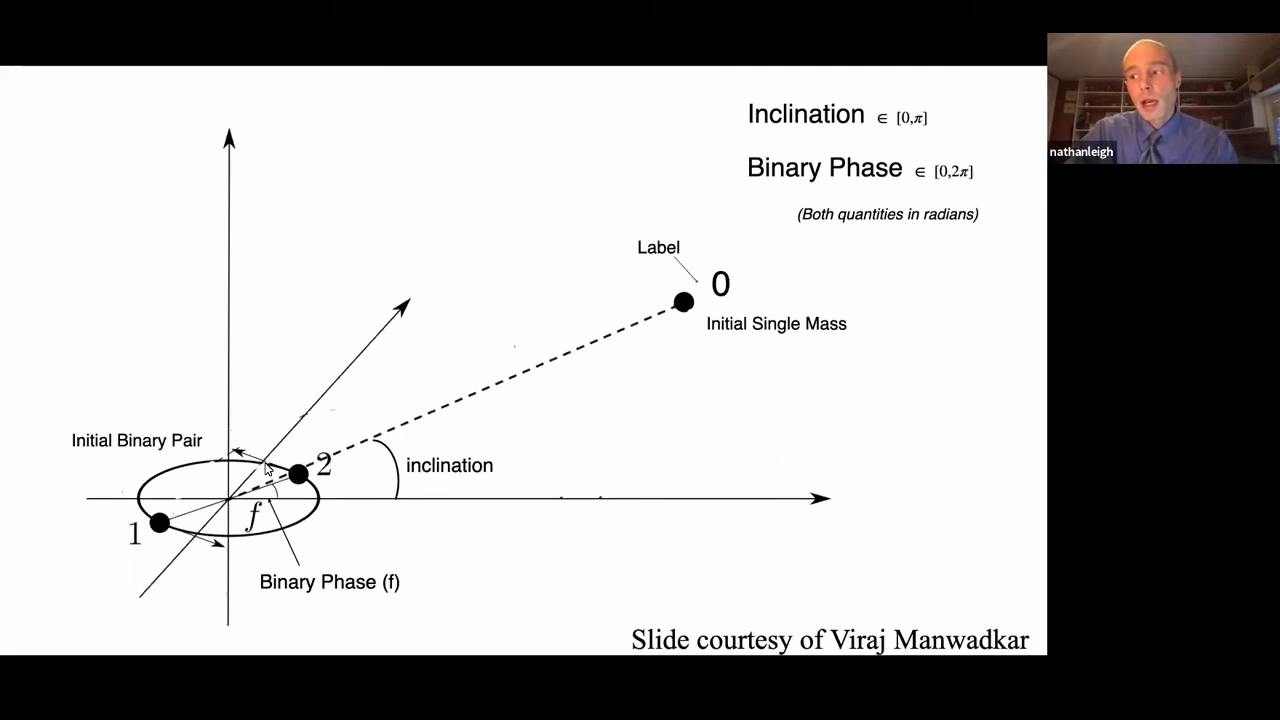 Inclination ∈ [0,π]
nathanleigh
Binary Phase ∈ [0,2π]
(Both quantities in radians)
Label
0
Initial Single Mass
Initial Binary Pair
2
inclination
1
f
Binary Phase (f)
Slide courtesy of Viraj Manwadkar